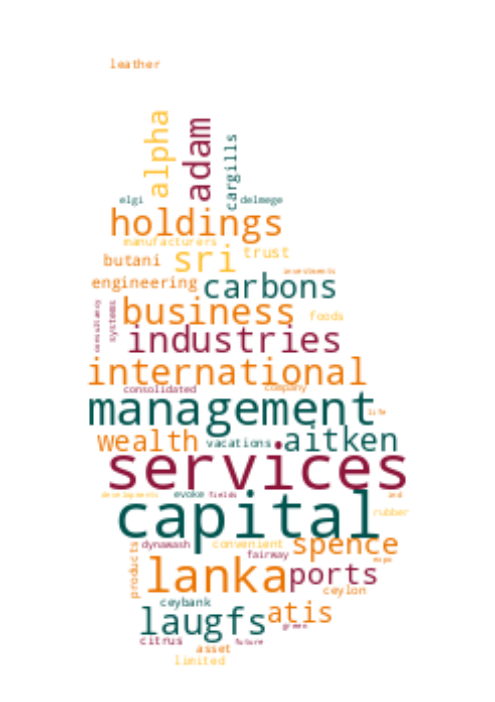 leather
alpha
adam
cargills
elgi
delmege
holdings
manufacturers
sri
trust
butani
investments
engineering
carbons
consultancy
systems
business
foods
industries
international
consolidated
company
management
life
wealth
vacations
aitken
services
developments
evoke
fields
and
capital
rubber
products
dynawash
convenient
spence
fairway
expo
lanka
ports
ceylon
ceybank
laugfs
atis
green
citrus
future
asset
limited